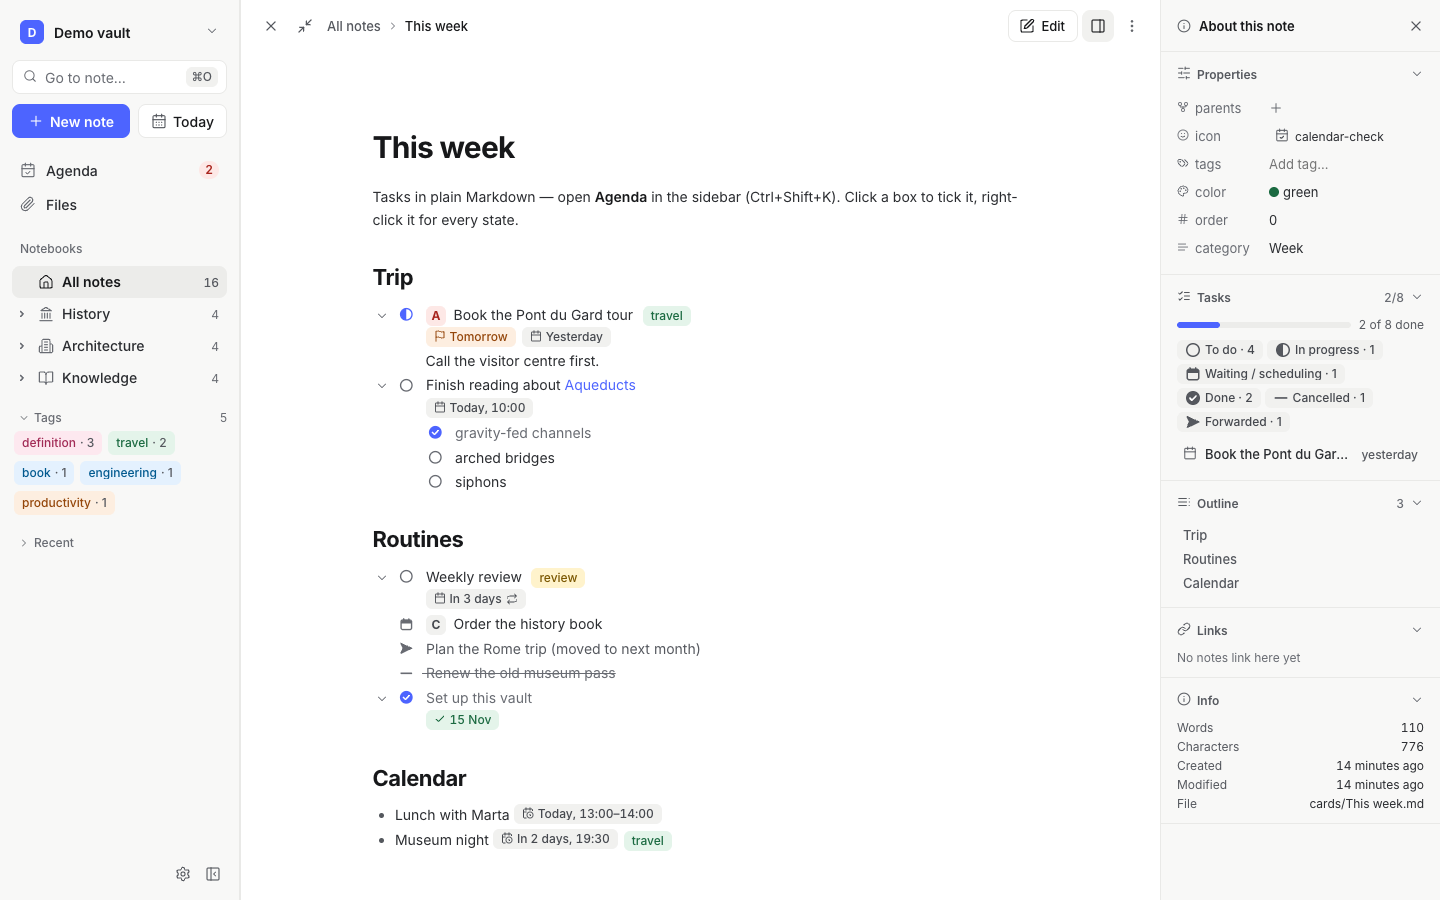 D Demo vault
Go to note... ⌘O
New note Today
Agenda 2
Files
Notebooks
All notes 16
History 4
Architecture 4
Knowledge 4
Tags 5
definition · 3 travel · 2
book · 1 engineering · 1
productivity · 1
Recent
All notes > This week
Edit
This week
Tasks in plain Markdown — open Agenda in the sidebar (Ctrl+Shift+K). Click a box to tick it, right-
click it for every state.
Trip
A Book the Pont du Gard tour travel
Tomorrow Yesterday
Call the visitor centre first.
Finish reading about Aqueducts
Today, 10:00
gravity-fed channels
arched bridges
siphons
Routines
Weekly review review
In 3 days
C Order the history book
Plan the Rome trip (moved to next month)
Renew the old museum pass
Set up this vault
15 Nov
Calendar
• Lunch with Marta Today, 13:00–14:00
• Museum night In 2 days, 19:30 travel
About this note
Properties
parents +
icon calendar-check
tags Add tag...
color green
order 0
category Week
Tasks 2/8
2 of 8 done
To do · 4 In progress · 1
Waiting / scheduling · 1
Done · 2 Cancelled · 1
Forwarded · 1
Book the Pont du Gar... yesterday
Outline 3
Trip
Routines
Calendar
Links
No notes link here yet
Info
Words 110
Characters 776
Created 14 minutes ago
Modified 14 minutes ago
File cards/This week.md